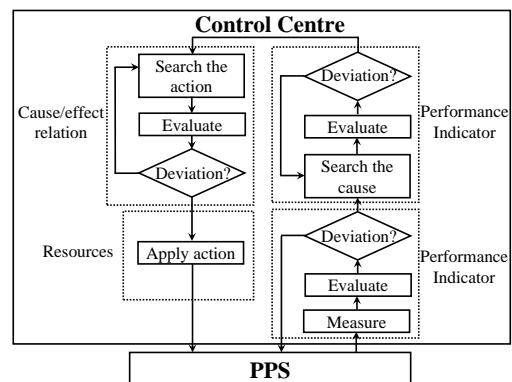 Control Centre
Search the
action
Evaluate
Deviation?
Cause/effect
relation
Apply action
Resources
Deviation?
Evaluate
Search the
cause
Performance
Indicator
Deviation?
Evaluate
Measure
Performance
Indicator
PPS